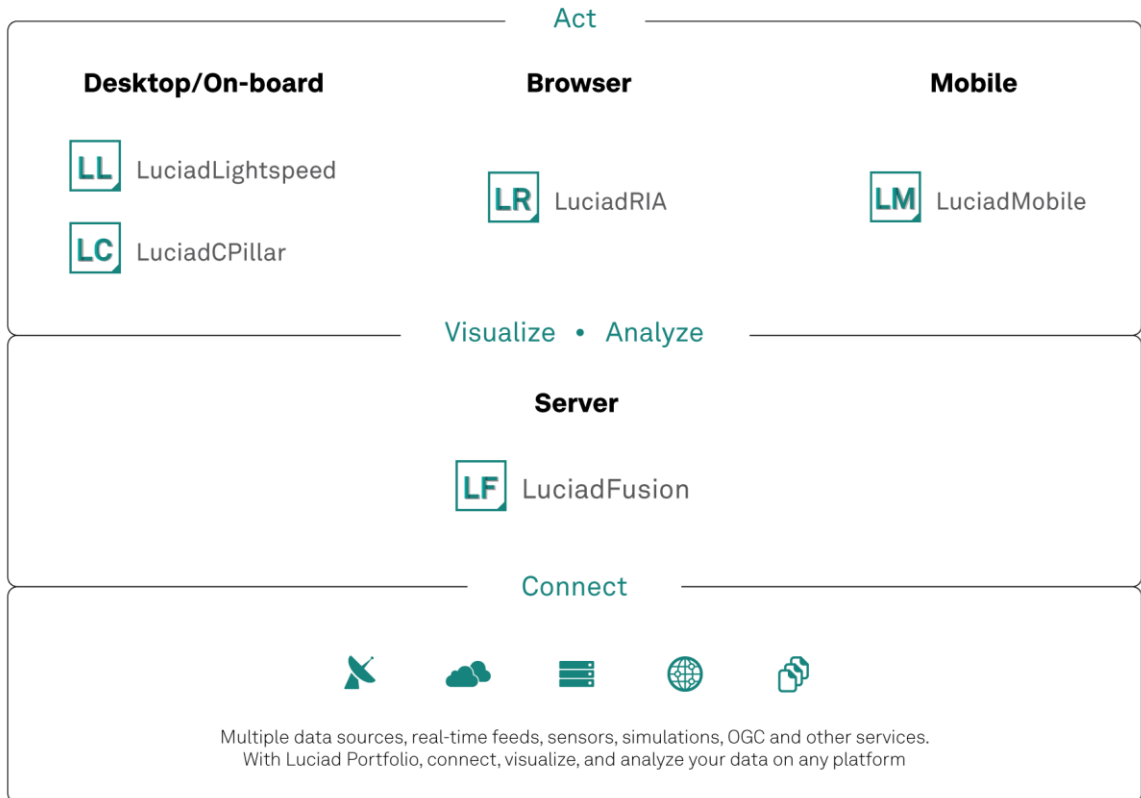 Act
Desktop/On-board
Browser
Mobile
LL LuciadLightspeed
LR LuciadRIA
LM LuciadMobile
LC LuciadCPillar
Visualize • Analyze
Server
LF LuciadFusion
Connect
Multiple data sources, real-time feeds, sensors, simulations, OGC and other services.
With Luciad Portfolio, connect, visualize, and analyze your data on any platform